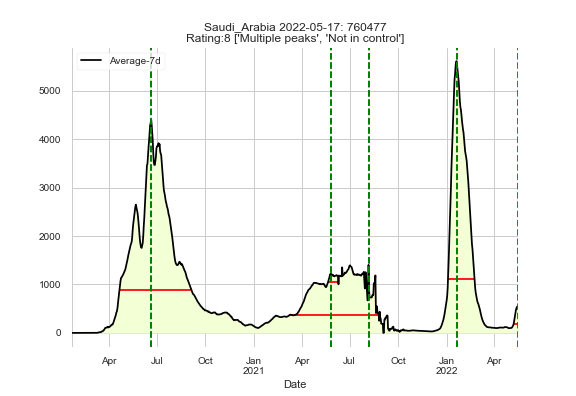 Saudi_Arabia 2022-05-17: 760477
Rating:8 ['Multiple peaks', 'Not in control']
Average-7d
5000
4000
3000
2000
1000
0
Apr Jul Oct Jan Apr Jul Oct Jan Apr
2021 2022
Date